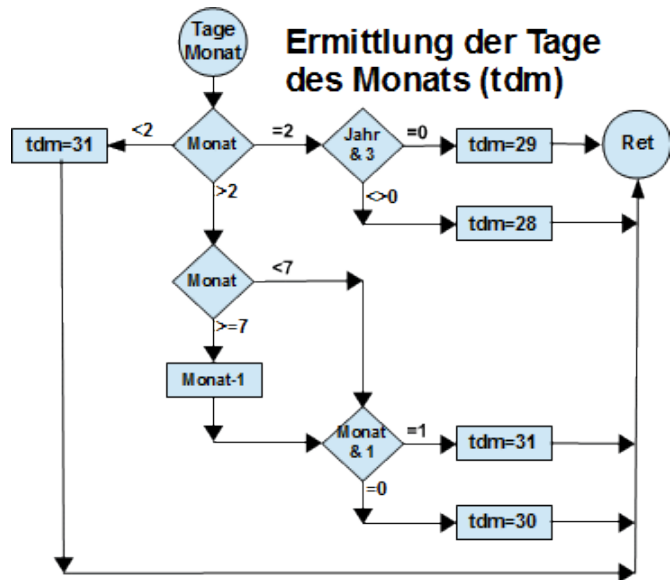 Tage
Monat
Ermittlung der Tage
des Monats (tdm)
tdm=31
<2
Monat
=2
Jahr
& 3
=0
tdm=29
Ret
>2
<>0
tdm=28
Monat
<7
>=7
Monat-1
Monat
& 1
=1
tdm=31
=0
tdm=30